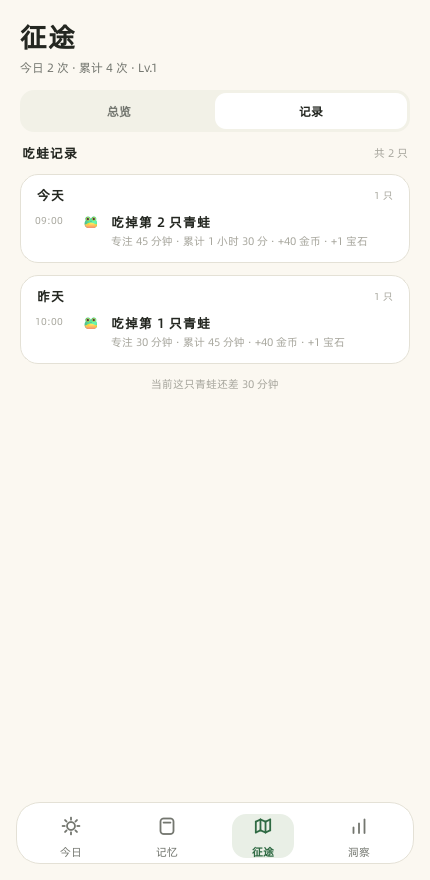 征途
今日 2 次 · 累计 4 次 · Lv.1
总览
记录
吃蛙记录
共 2 只
今天
1 只
09:00
吃掉第 2 只青蛙
专注 45 分钟 · 累计 1 小时 30 分 · +40 金币 · +1 宝石
昨天
1 只
10:00
吃掉第 1 只青蛙
专注 30 分钟 · 累计 45 分钟 · +40 金币 · +1 宝石
当前这只青蛙还差 30 分钟
今日
记忆
征途
洞察